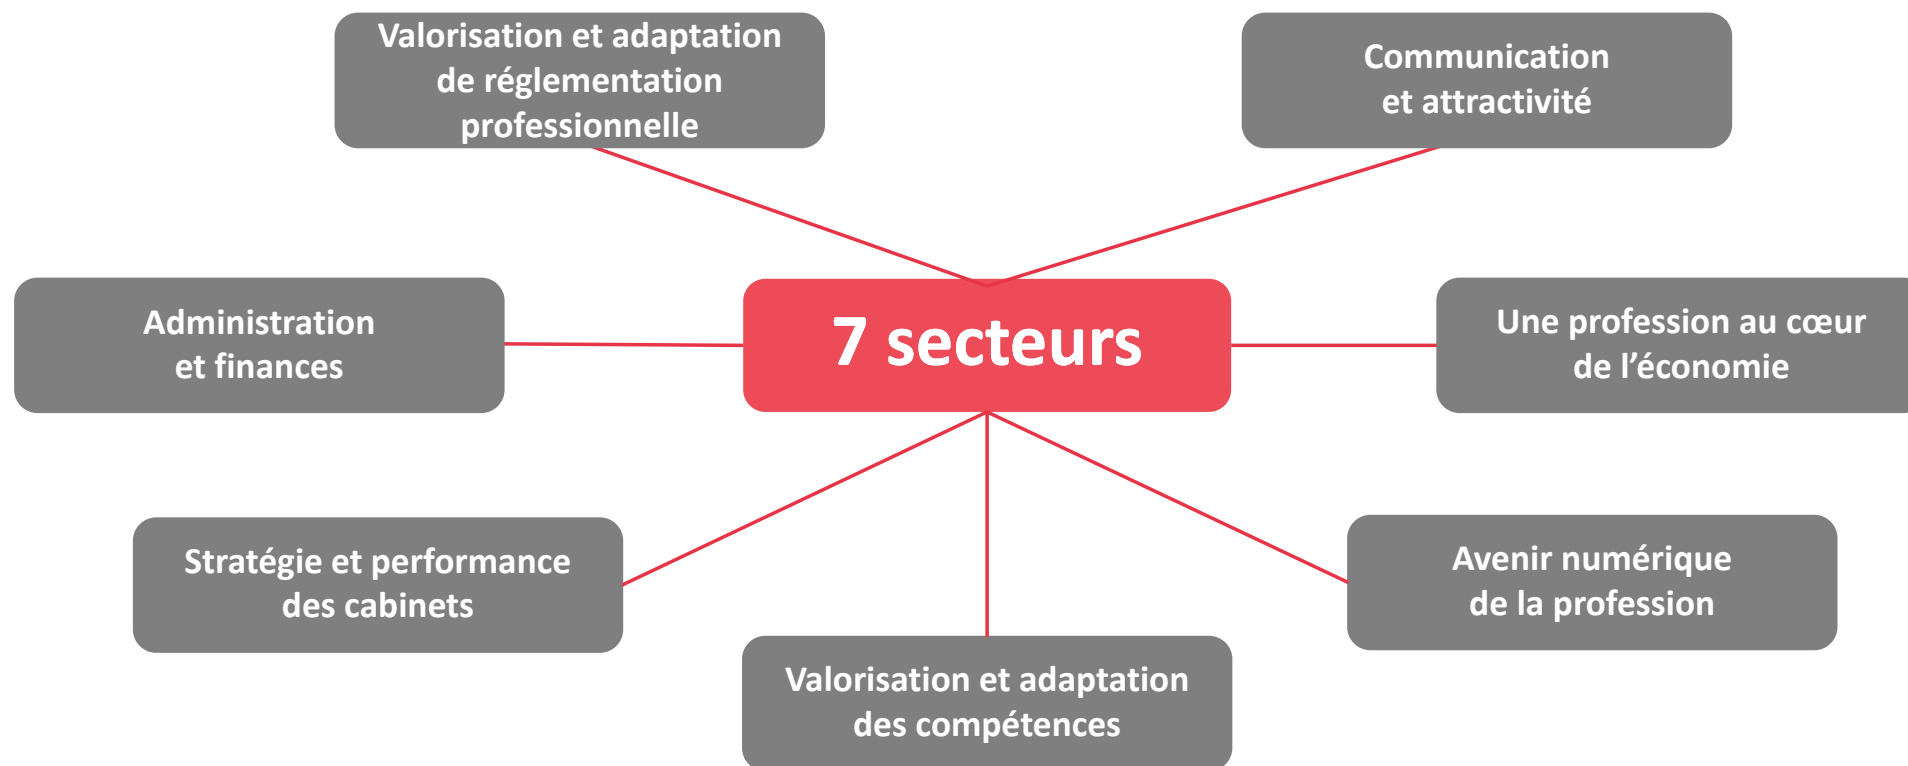 Valorisation et adaptation
de réglementation
professionnelle
Communication
et attractivité
Administration
et finances
7 secteurs
Une profession au cœur
de l’économie
Stratégie et performance
des cabinets
Avenir numérique
de la profession
Valorisation et adaptation
des compétences